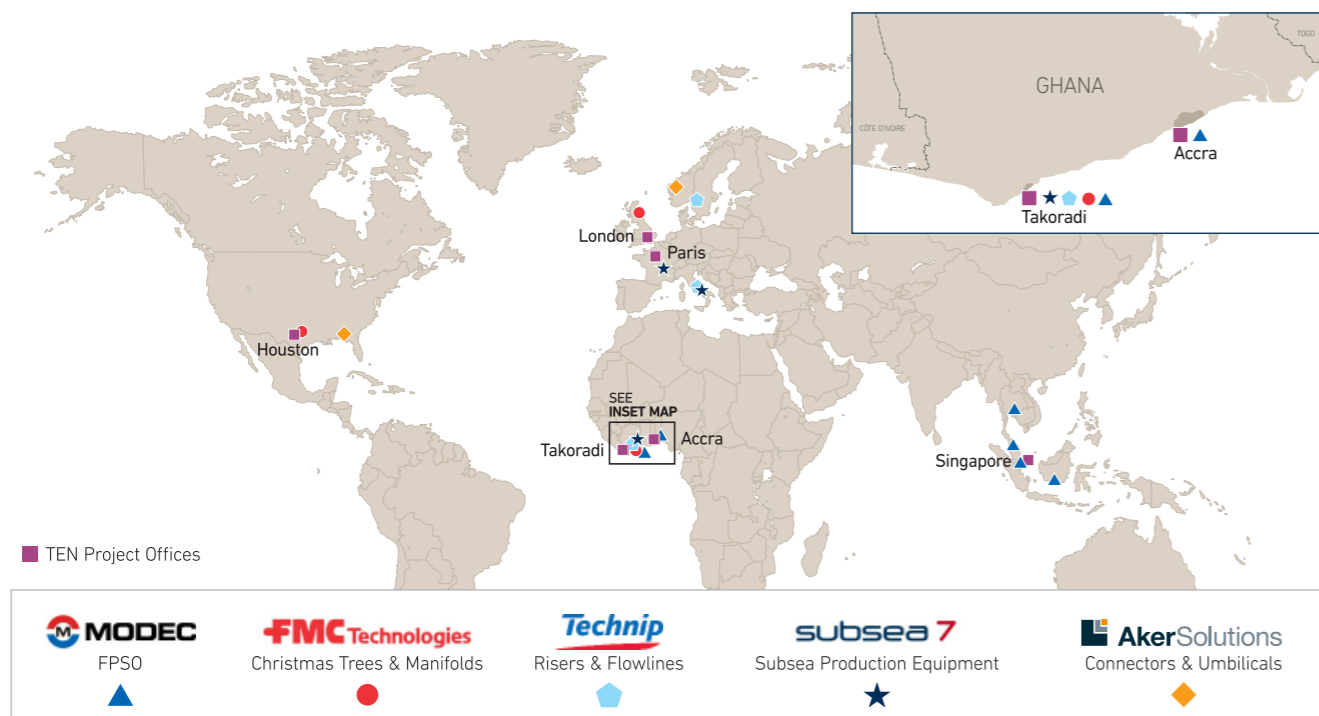 TOGO
GHANA
CÔTE D'IVOIRE
Accra
Takoradi
London
Paris
Houston
SEE
INSET MAP
Takoradi
Accra
Singapore
TEN Project Offices
M MODEC
FPSO
FMC Technologies
Christmas Trees & Manifolds
Technip
Risers & Flowlines
subsea 7
Subsea Production Equipment
AkerSolutions
Connectors & Umbilicals